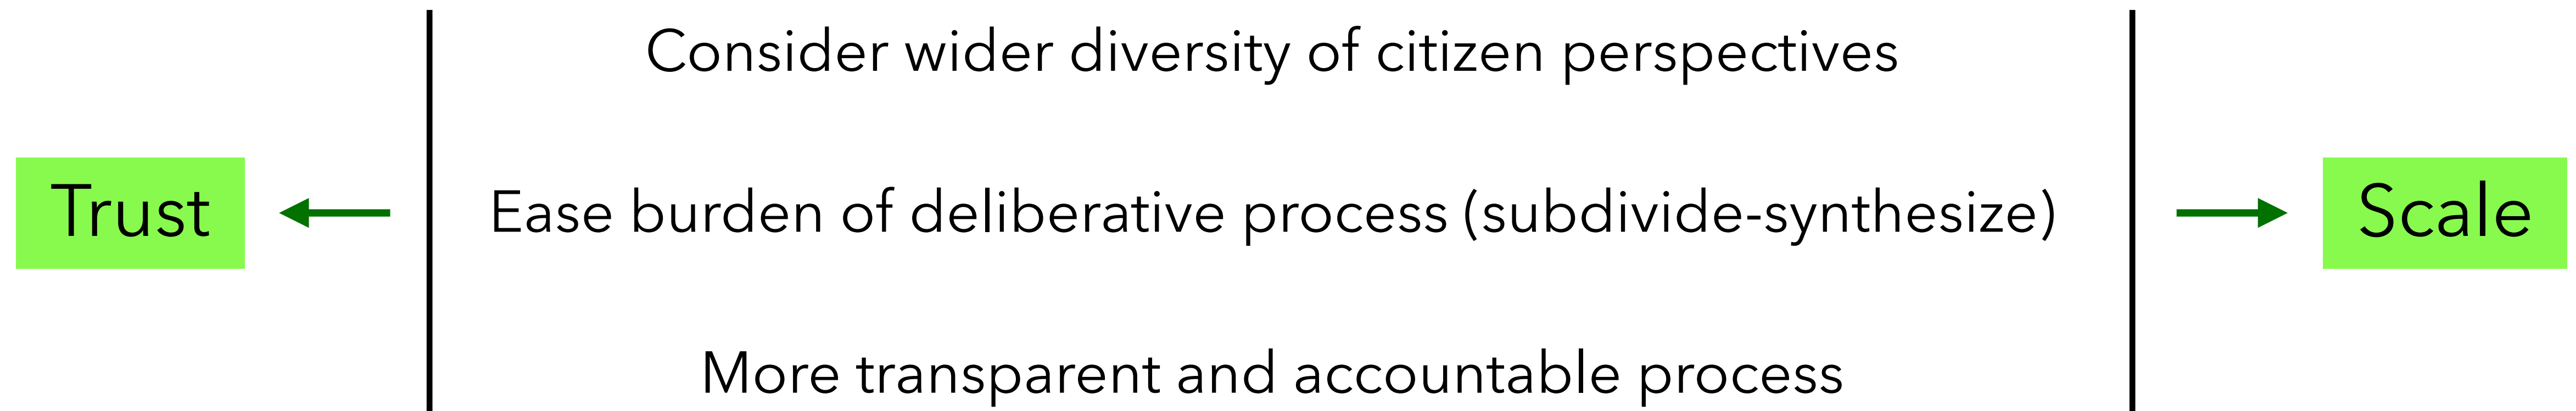 Consider wider diversity of citizen perspectives
Trust
Ease burden of deliberative process (subdivide-synthesize)
Scale
More transparent and accountable process